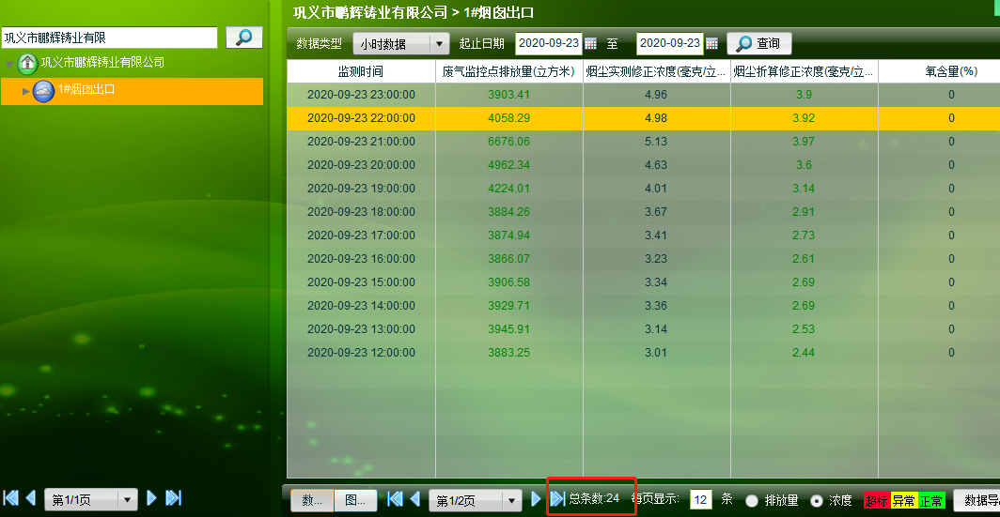 巩义市鹏辉铸业有限
巩义市鹏辉铸业有限公司
1#烟囱出口
第1/1页
巩义市鹏辉铸业有限公司 > 1#烟囱出口
数据类型 小时数据 起止日期 2020-09-23 至 2020-09-23 查询
监测时间 废气监控点排放量(立方米) 烟尘实测修正浓度(毫克/立... 烟尘折算修正浓度(毫克/立... 氧含量(%)
2020-09-23 23:00:00 3903.41 4.96 3.9 0
2020-09-23 22:00:00 4058.29 4.98 3.92 0
2020-09-23 21:00:00 6676.06 5.13 3.97 0
2020-09-23 20:00:00 4962.34 4.63 3.6 0
2020-09-23 19:00:00 4224.01 4.01 3.14 0
2020-09-23 18:00:00 3884.26 3.67 2.91 0
2020-09-23 17:00:00 3874.94 3.41 2.73 0
2020-09-23 16:00:00 3866.07 3.23 2.61 0
2020-09-23 15:00:00 3906.58 3.34 2.69 0
2020-09-23 14:00:00 3929.71 3.36 2.69 0
2020-09-23 13:00:00 3945.91 3.14 2.53 0
2020-09-23 12:00:00 3883.25 3.01 2.44 0
数... 图... 第1/2页 总条数:24 每页显示: 12 条 排放量 浓度 超标 异常 正常 数据导